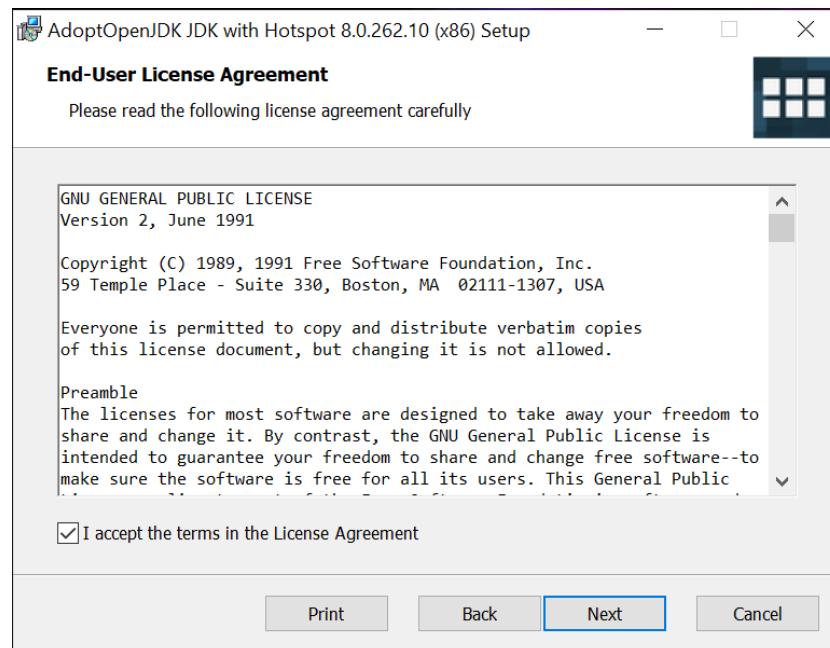 AdoptOpenJDK JDK with Hotspot 8.0.262.10 (x86) Setup
End-User License Agreement
Please read the following license agreement carefully
GNU GENERAL PUBLIC LICENSE
Version 2, June 1991
Copyright (C) 1989, 1991 Free Software Foundation, Inc.
59 Temple Place - Suite 330, Boston, MA  02111-1307, USA
Everyone is permitted to copy and distribute verbatim copies
of this license document, but changing it is not allowed.
Preamble
The licenses for most software are designed to take away your freedom to
share and change it. By contrast, the GNU General Public License is
intended to guarantee your freedom to share and change free software--to
make sure the software is free for all its users. This General Public
I accept the terms in the License Agreement
Print
Back
Next
Cancel